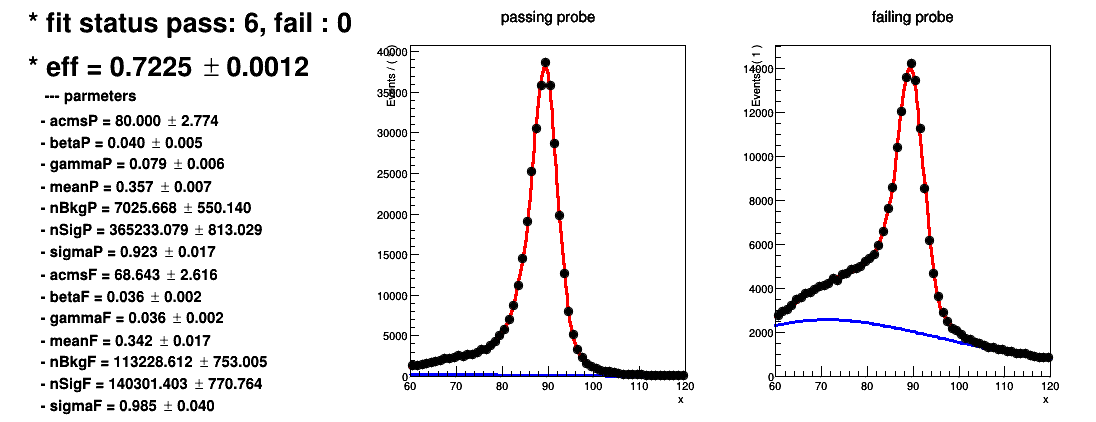 * fit status pass: 6, fail : 0
* eff = 0.7225 ± 0.0012
--- parmeters
- acmsP = 80.000 ± 2.774
- betaP = 0.040 ± 0.005
- gammaP = 0.079 ± 0.006
- meanP = 0.357 ± 0.007
- nBkgP = 7025.668 ± 550.140
- nSigP = 365233.079 ± 813.029
- sigmaP = 0.923 ± 0.017
- acmsF = 68.643 ± 2.616
- betaF = 0.036 ± 0.002
- gammaF = 0.036 ± 0.002
- meanF = 0.342 ± 0.017
- nBkgF = 113228.612 ± 753.005
- nSigF = 140301.403 ± 770.764
- sigmaF = 0.985 ± 0.040
passing probe
Events / (
40000
35000
30000
25000
20000
15000
10000
5000
0
60 70 80 90 100 110 120
x
failing probe
Events ( 1 )
14000
12000
10000
8000
6000
4000
2000
0
60 70 80 90 100 110 120
x